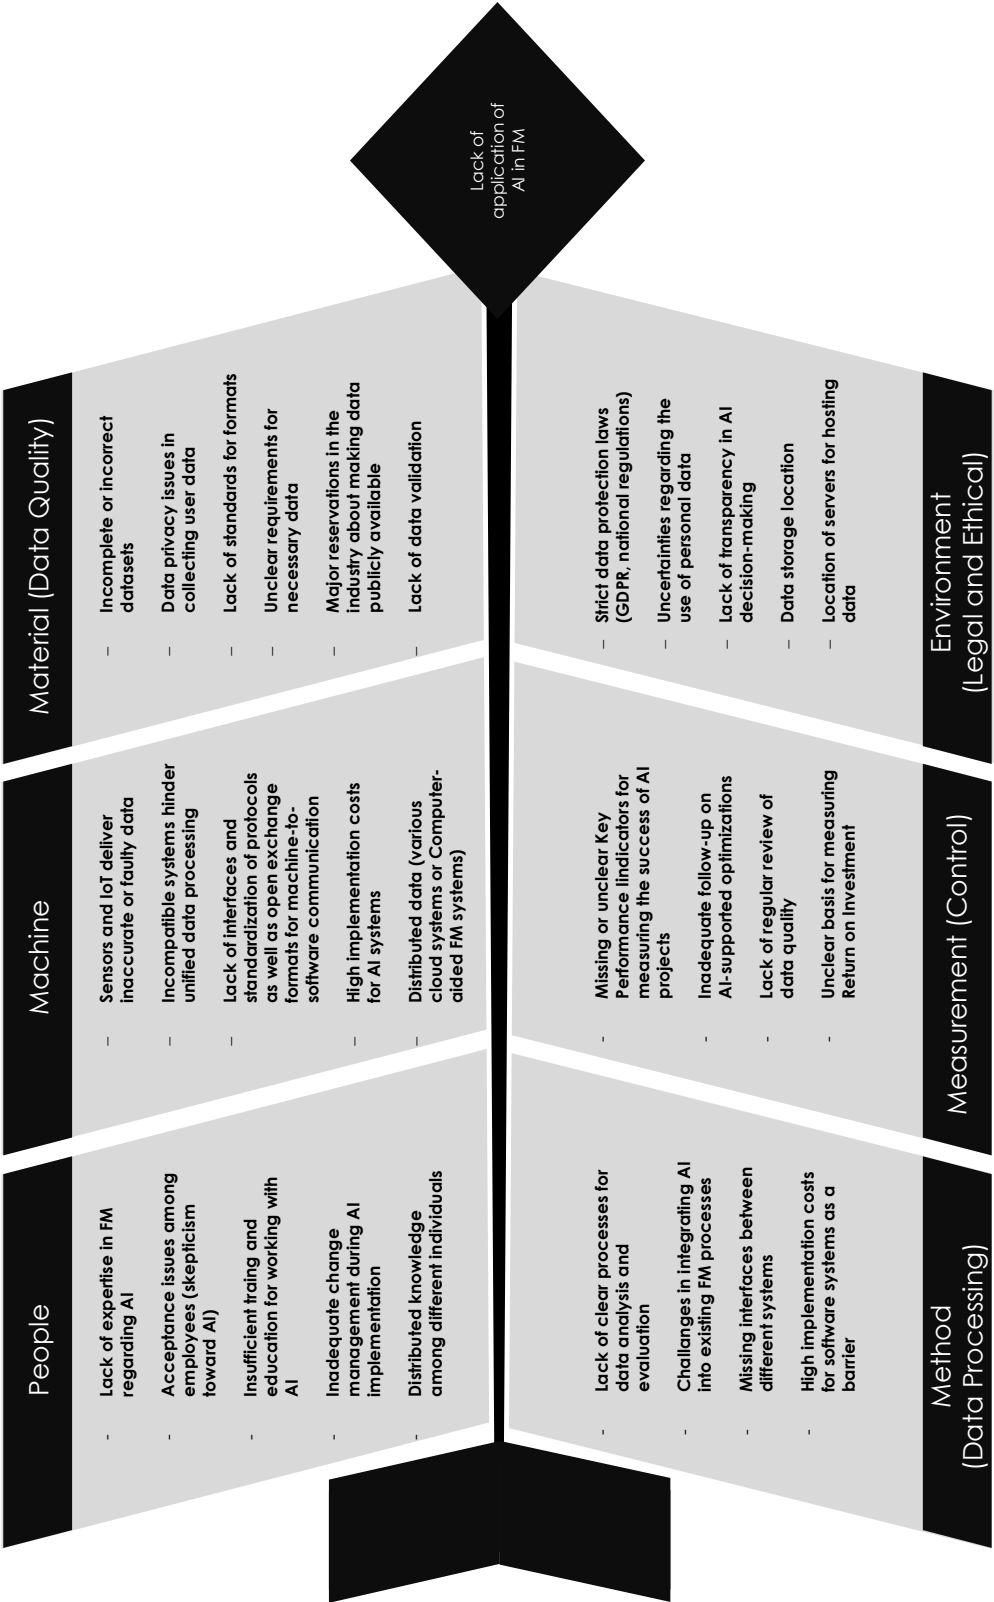 People
- Lack of expertise in FM
regarding AI
- Acceptance issues among
employees (skepticism
toward AI)
- Insufficient traing and
education for working with
AI
- Inadequate change
management during AI
implementation
- Distributed knowledge
among different individuals
Machine
– Sensors and IoT deliver
inaccurate or faulty data
– Incompatible systems hinder
unified data processing
– Lack of interfaces and
standardization of protocols
as well as open exchange
formats for machine-to-
software communication
– High implementation costs
for AI systems
– Distributed data (various
cloud systems or Computer-
aided FM systems)
Material (Data Quality)
– Incomplete or incorrect
datasets
– Data privacy issues in
collecting user data
– Lack of standards for formats
– Unclear requirements for
necessary data
– Major reservations in the
industry about making data
publicly available
– Lack of data validation
Lack of
application of
AI in FM
- Lack of clear processes for
data analysis and
evaluation
- Challenges in integrating AI
into existing FM processes
- Missing interfaces between
different systems
- High implementation costs
for software systems as a
barrier
Method
(Data Processing)
- Missing or unclear Key
Performance Iindicators for
measuring the success of AI
projects
- Inadequate follow-up on
AI-supported optimizations
- Lack of regular review of
data quality
- Unclear basis for measuring
Return on Investment
Measurement (Control)
– Strict data protection laws
(GDPR, national regulations)
– Uncertainties regarding the
use of personal data
– Lack of transparency in AI
decision-making
– Data storage location
– Location of servers for hosting
data
Environment
(Legal and Ethical)